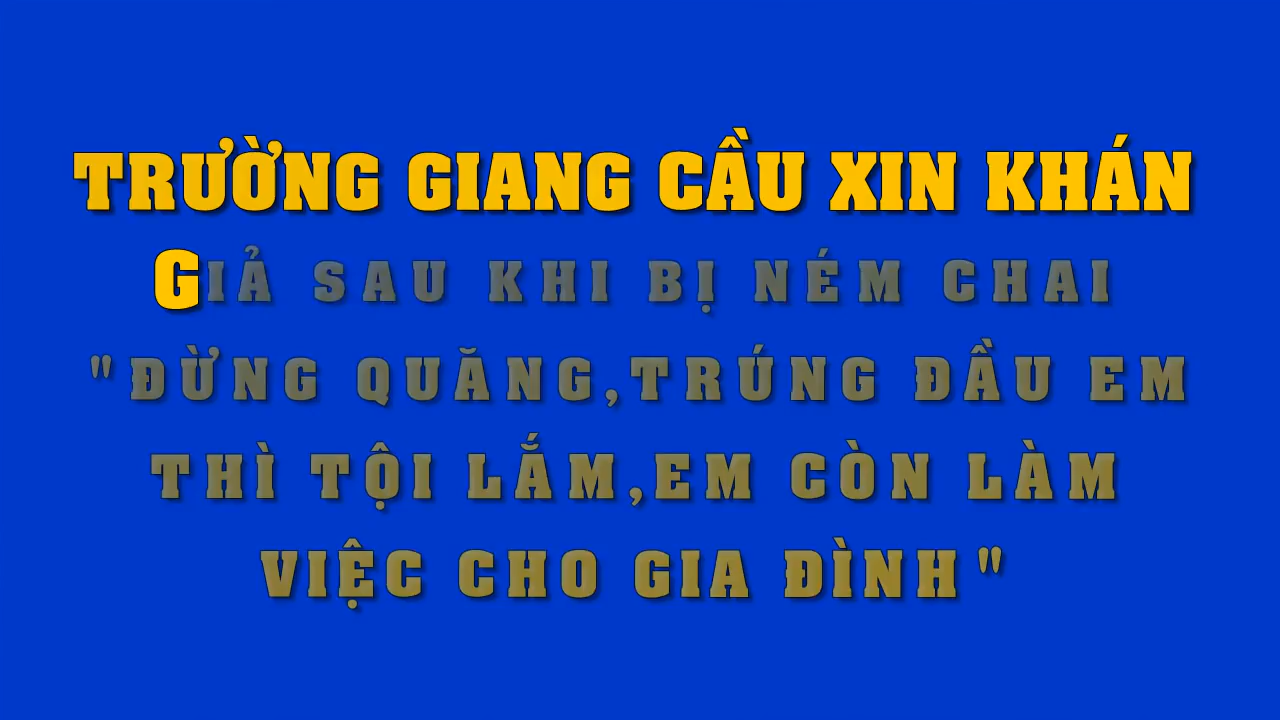 TRƯỜNG GIANG CẦU XIN KHÁN
GIẢ SAU KHI BỊ NÉM CHAI
"ĐỪNG QUĂNG,TRÚNG ĐẦU EM
THÌ TỘI LẮM,EM CÒN LÀM
VIỆC CHO GIA ĐÌNH"